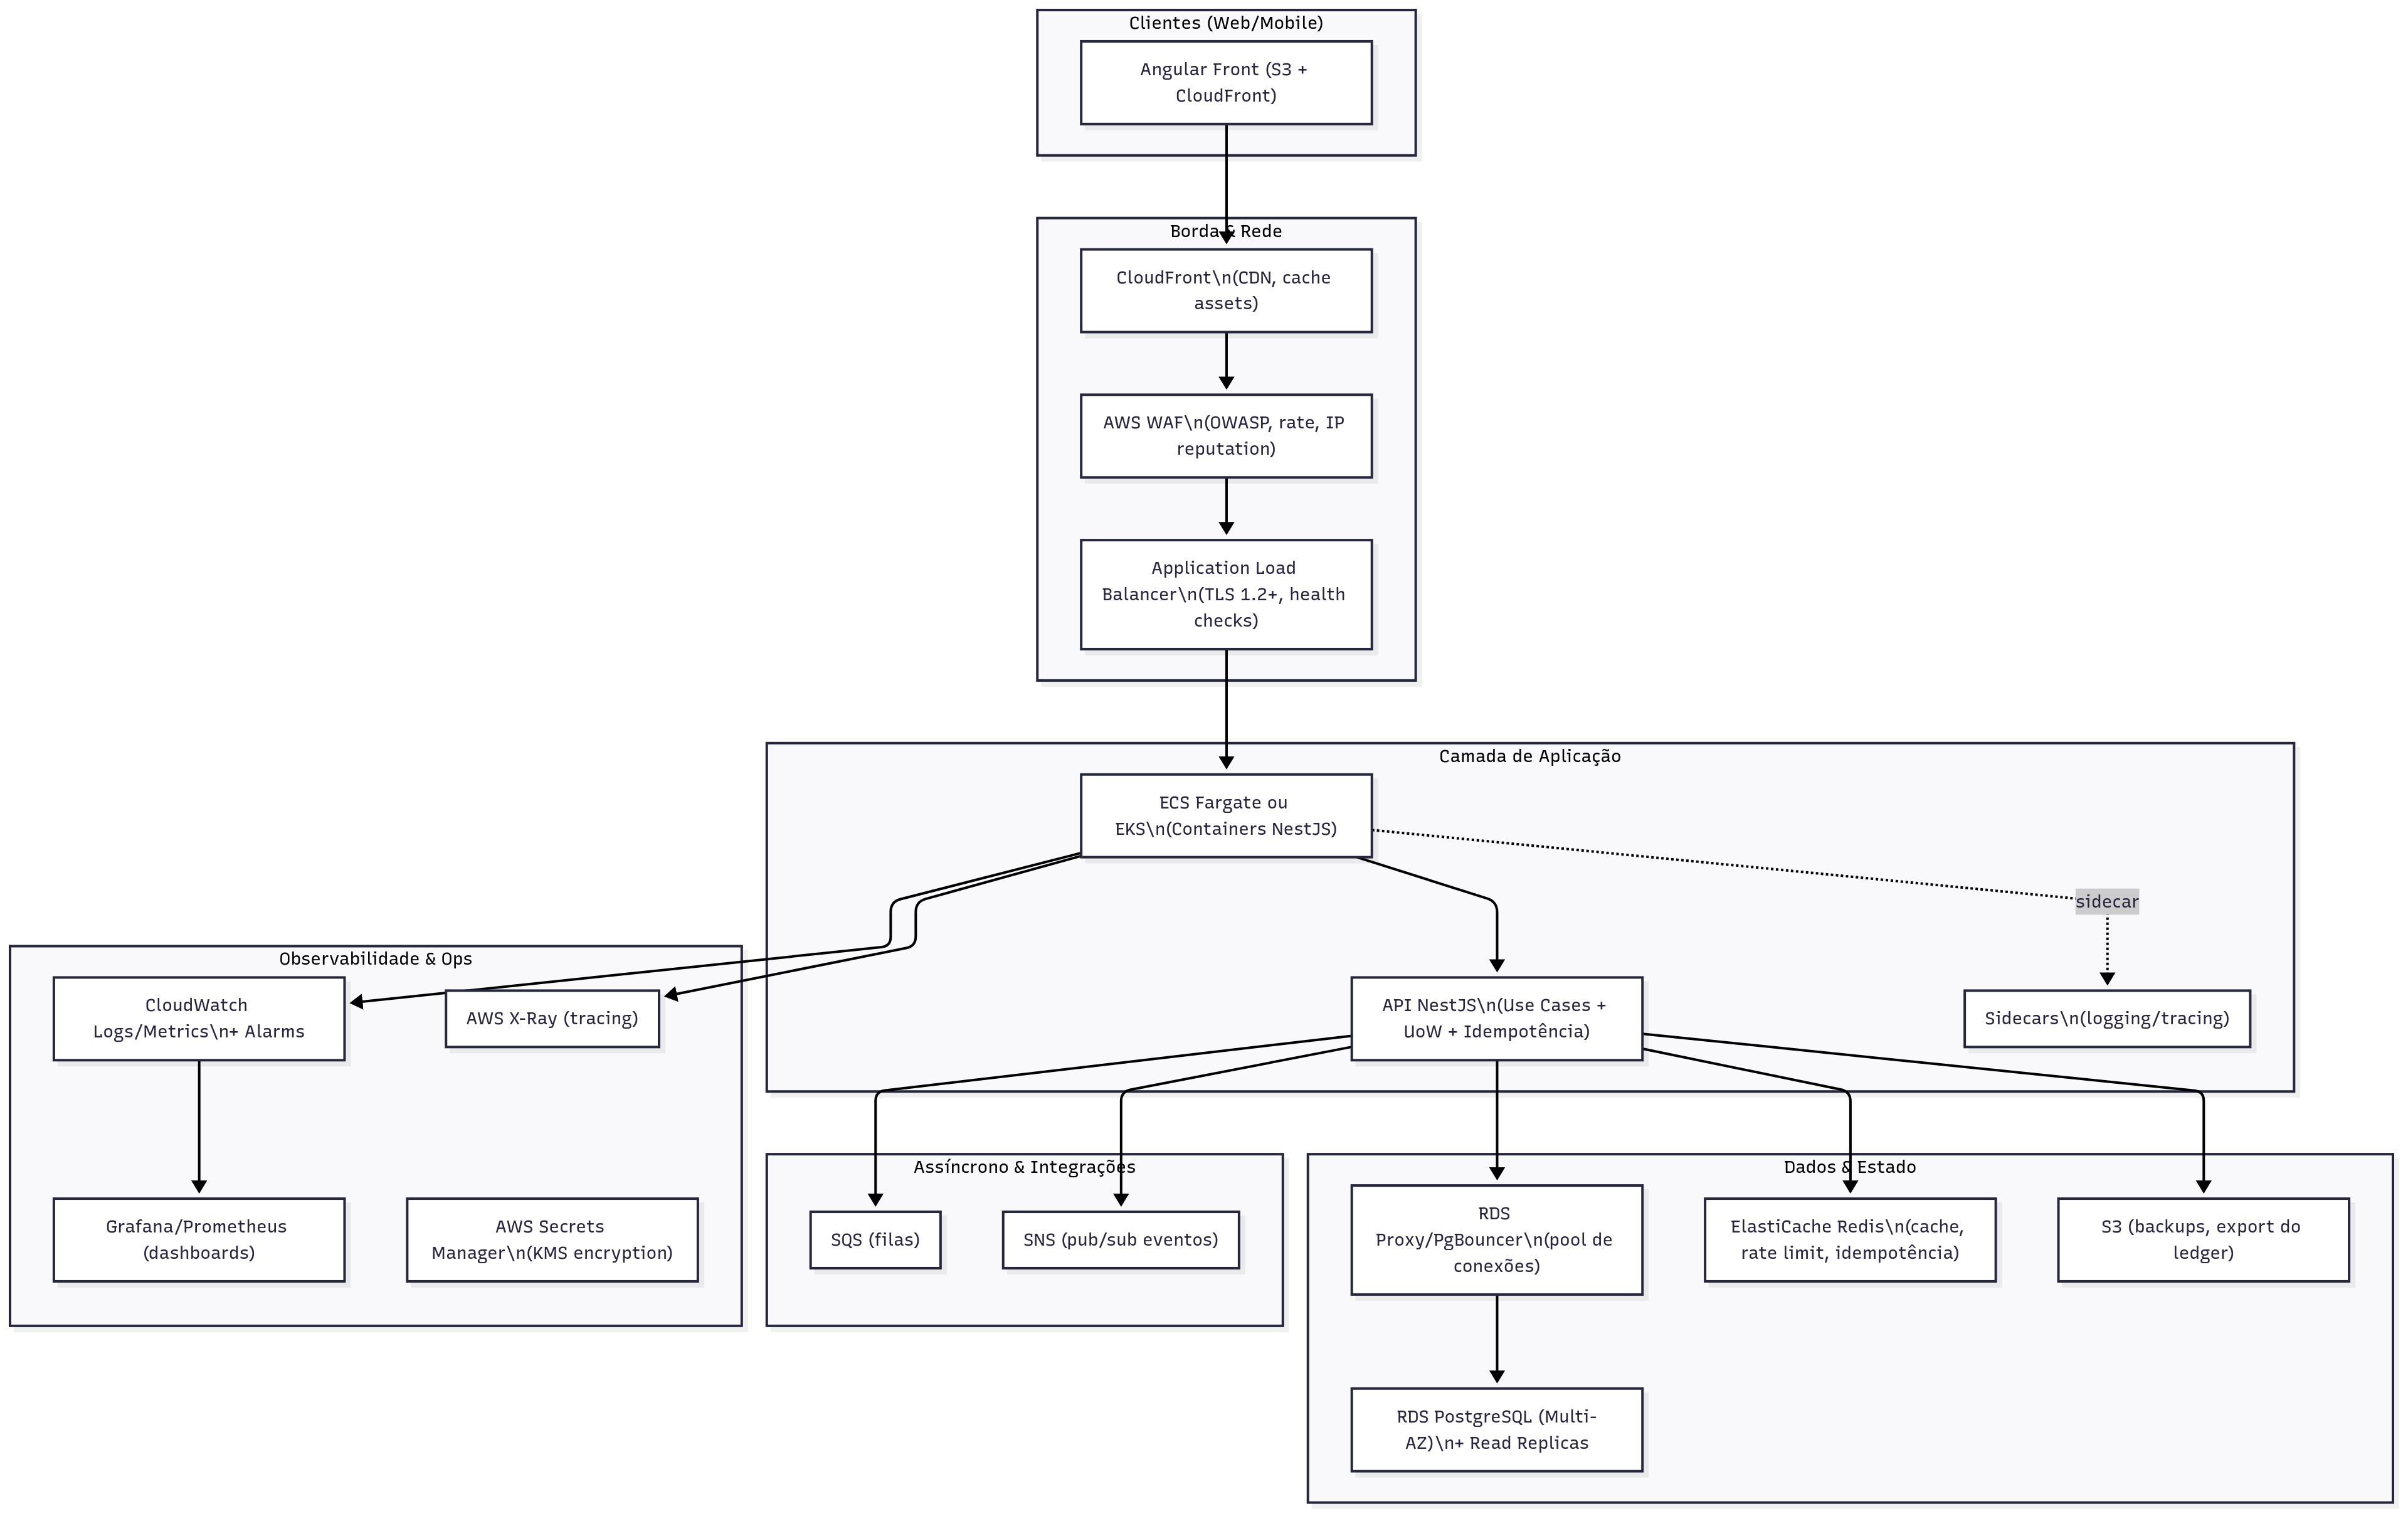 Clientes (Web/Mobile)
Angular Front (S3 +
CloudFront)
Borda & Rede
CloudFront\n(CDN, cache
assets)
AWS WAF\n(OWASP, rate, IP
reputation)
Application Load
Balancer\n(TLS 1.2+, health
checks)
Camada de Aplicação
ECS Fargate ou
EKS\n(Containers NestJS)
sidecar
Observabilidade & Ops
CloudWatch
Logs/Metrics\n+ Alarms
AWS X-Ray (tracing)
API NestJS\n(Use Cases +
UoW + Idempotência)
Sidecars\n(logging/tracing)
Grafana/Prometheus
(dashboards)
AWS Secrets
Manager\n(KMS encryption)
Assíncrono & Integrações
SQS (filas)
SNS (pub/sub eventos)
Dados & Estado
RDS
Proxy/PgBouncer\n(pool de
conexões)
ElastiCache Redis\n(cache,
rate limit, idempotência)
S3 (backups, export do
ledger)
RDS PostgreSQL (Multi-
AZ)\n+ Read Replicas